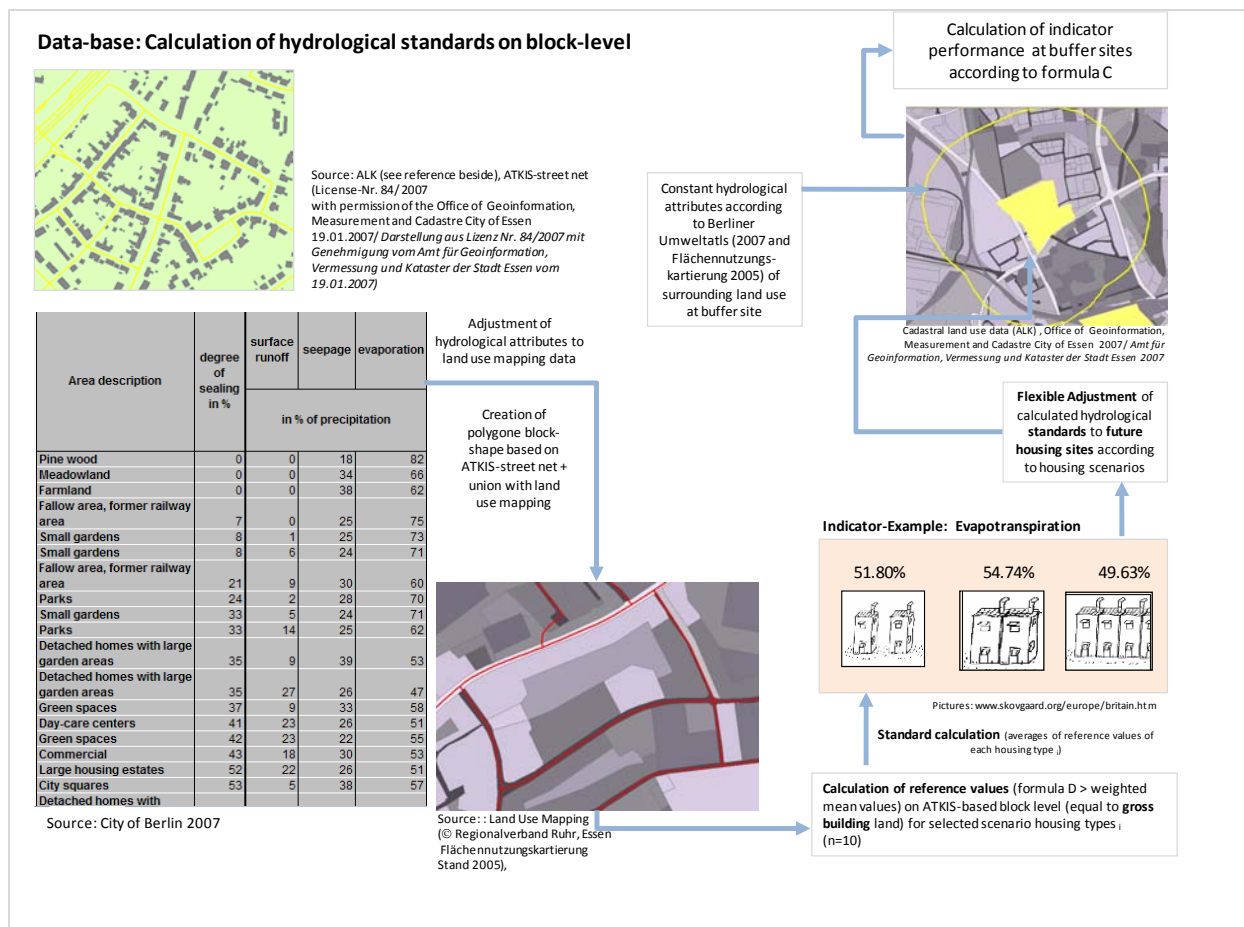 Data-base: Calculation of hydrological standards on block-level
Source: ALK (see reference beside), ATKIS-street net
(License-Nr. 84/2007
with permission of the Office of Geoinformation,
Measurement and Cadastre City of Essen
19.01.2007/ Darstellung aus Lizenz Nr. 84/2007 mit
Genehmigung vom Amt für Geoinformation,
Vermessung und Kataster der Stadt Essen vom
19.01.2007)
Area description
degree
of
sealing
in %
surface
runoff
seepage
evaporation
in % of precipitation
Pine wood 0 0 18 82
Meadowland 0 0 34 66
Farmland 0 0 38 62
Fallow area, former railway
area 7 0 25 75
Small gardens 8 1 25 73
Small gardens 8 6 24 71
Fallow area, former railway
area 21 9 30 60
Parks 24 2 28 70
Small gardens 33 5 24 71
Parks 33 14 25 62
Detached homes with large
garden areas 35 9 39 53
Detached homes with large
garden areas 35 27 26 47
Green spaces 37 9 33 58
Day-care centers 41 23 26 51
Green spaces 42 23 22 55
Commercial 43 18 30 53
Large housing estates 52 22 26 51
City squares 53 5 38 57
Detached homes with
Source: City of Berlin 2007
Adjustment of
hydrological attributes to
land use mapping data
Creation of
polygone block-
shape based on
ATKIS-street net +
union with land
use mapping
Source: : Land Use Mapping
(© Regionalverband Ruhr, Essen
Flächennutzungskartierung
Stand 2005),
Calculation of reference values (formula D > weighted
mean values) on ATKIS-based block level (equal to gross
building land) for selected scenario housing types i
(n=10)
Standard calculation (averages of reference values of
each housing type i)
Indicator-Example: Evapotranspiration
51.80%
54.74%
49.63%
Pictures: www.skovgaard.org/europe/britain.htm
Flexible Adjustment of
calculated hydrological
standards to future
housing sites according
to housing scenarios
Constant hydrological
attributes according
to Berliner
Umweltatls (2007 and
Flächennutzungs-
kartierung 2005) of
surrounding land use
at buffer site
Cadastral land use data (ALK) , Office of Geoinformation,
Measurement and Cadastre City of Essen 2007/ Amt für
Geoinformation, Vermessung und Kataster der Stadt Essen 2007
Calculation of indicator
performance at buffer sites
according to formula C